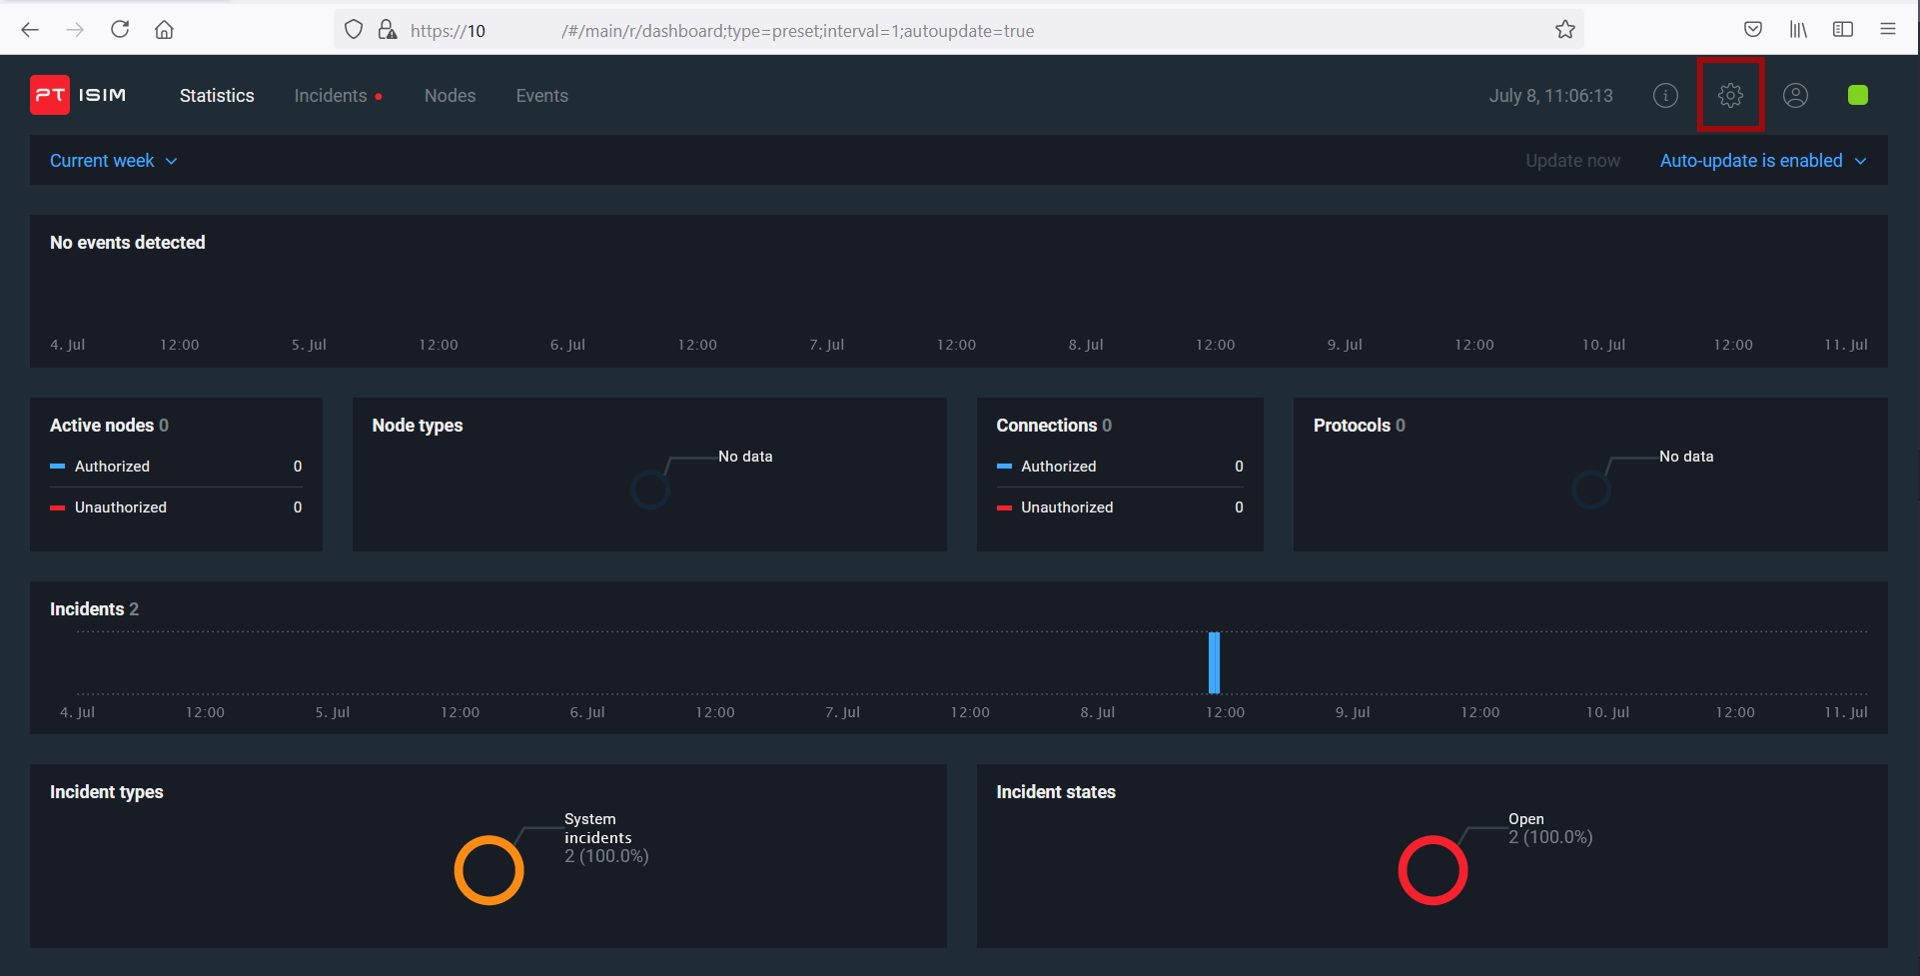 https://10 /#/main/r/dashboard;type=preset;interval=1;autoupdate=true
PT ISIM Statistics Incidents Nodes Events July 8, 11:06:13
Current week Update now Auto-update is enabled
No events detected
4. Jul 12:00 5. Jul 12:00 6. Jul 12:00 7. Jul 12:00 8. Jul 12:00 9. Jul 12:00 10. Jul 12:00 11. Jul
Active nodes 0
Authorized 0
Unauthorized 0
Node types
No data
Connections 0
Authorized 0
Unauthorized 0
Protocols 0
No data
Incidents 2
4. Jul 12:00 5. Jul 12:00 6. Jul 12:00 7. Jul 12:00 8. Jul 12:00 9. Jul 12:00 10. Jul 12:00 11. Jul
Incident types
System
incidents
2 (100.0%)
Incident states
Open
2 (100.0%)